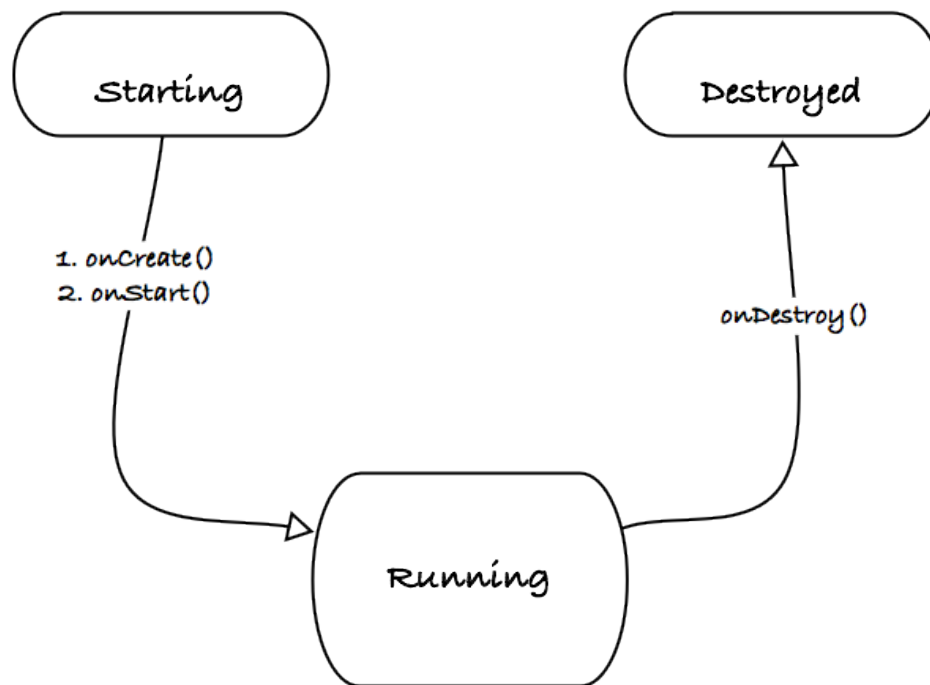 Starting
Destroyed
1. onCreate()
2. onStart()
onDestroy()
Running